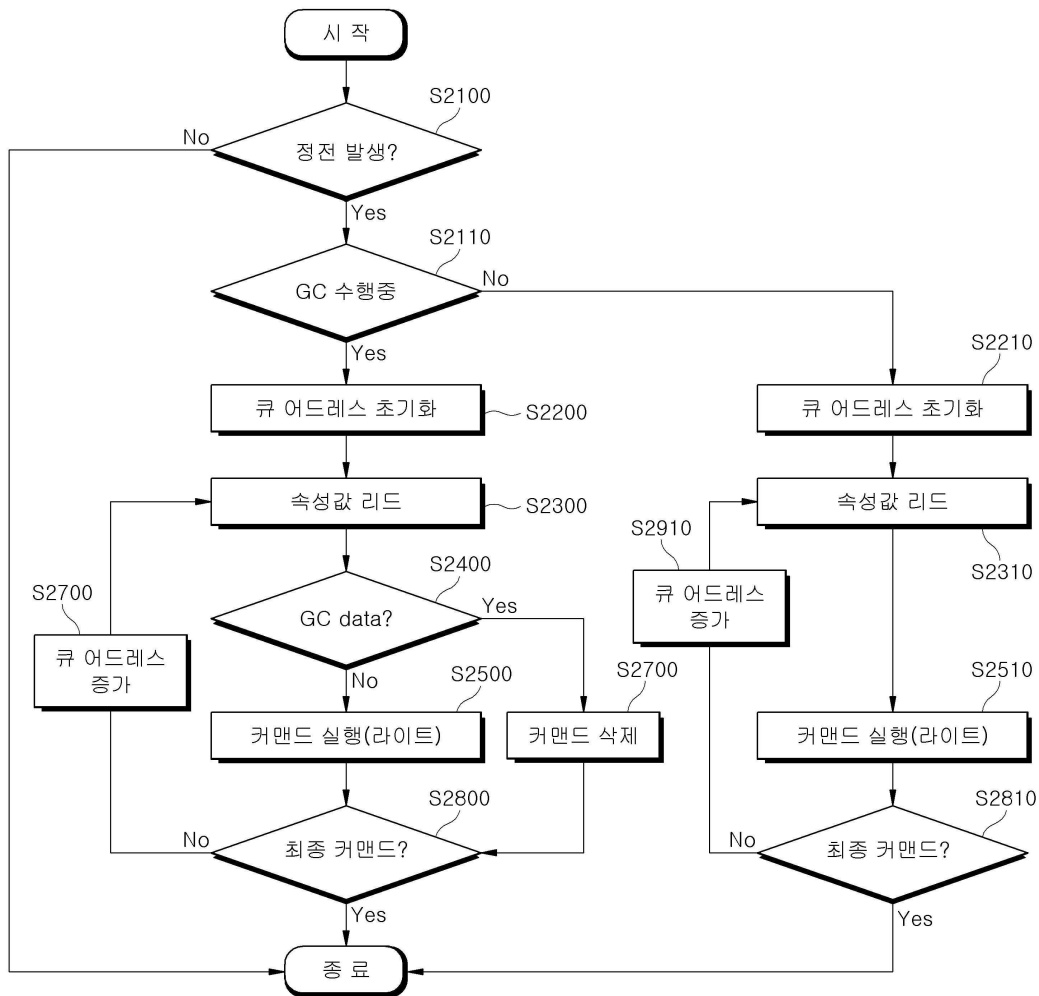 시 작
S2100
No
정전 발생?
Yes
S2110
GC 수행중
No
Yes
S2210
큐 어드레스 초기화
S2200
큐 어드레스 초기화
속성값 리드
S2300
속성값 리드
S2310
S2910
큐 어드레스
증가
S2400
GC data?
Yes
No
S2700
큐 어드레스
증가
S2500
커맨드 실행(라이트)
S2700
커맨드 삭제
S2510
커맨드 실행(라이트)
S2800
No
최종 커맨드?
Yes
S2810
No
최종 커맨드?
Yes
종 료